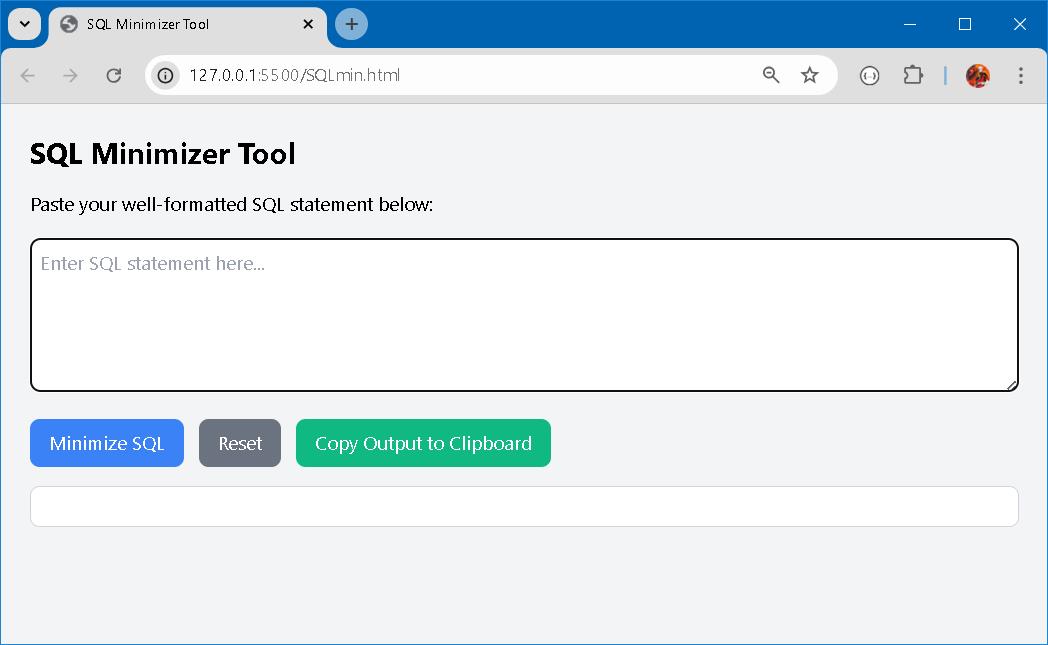 SQL Minimizer Tool
127.0.0.1:5500/SQLmin.html
SQL Minimizer Tool
Paste your well-formatted SQL statement below:
Enter SQL statement here...
Minimize SQL Reset Copy Output to Clipboard